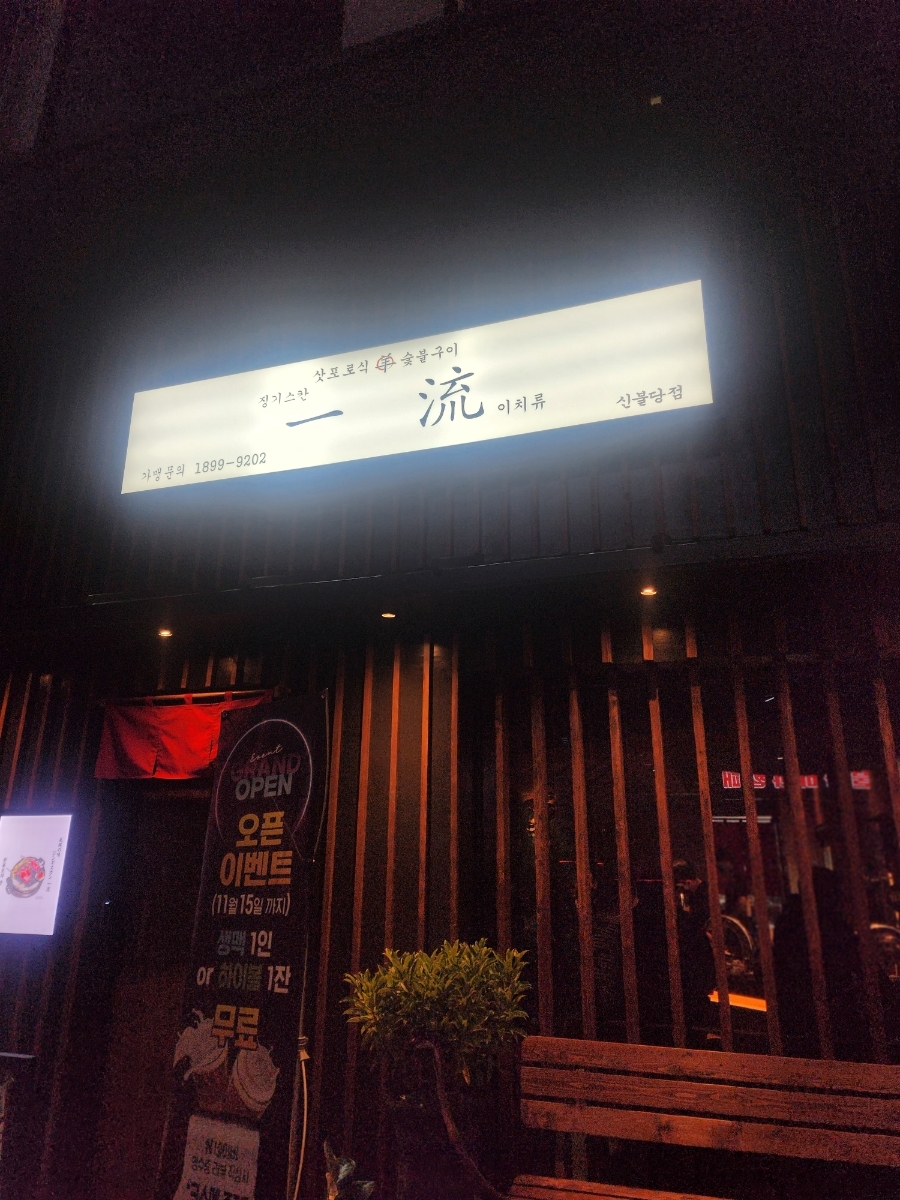 삿포로식 羊 숯불구이
징기스칸
一 流 이치류
신불당점
가맹문의 1899-9202
Event
GRAND
OPEN
오픈
이벤트
(11월 15일 까지)
생맥 1인
or 하이볼 1잔
무료